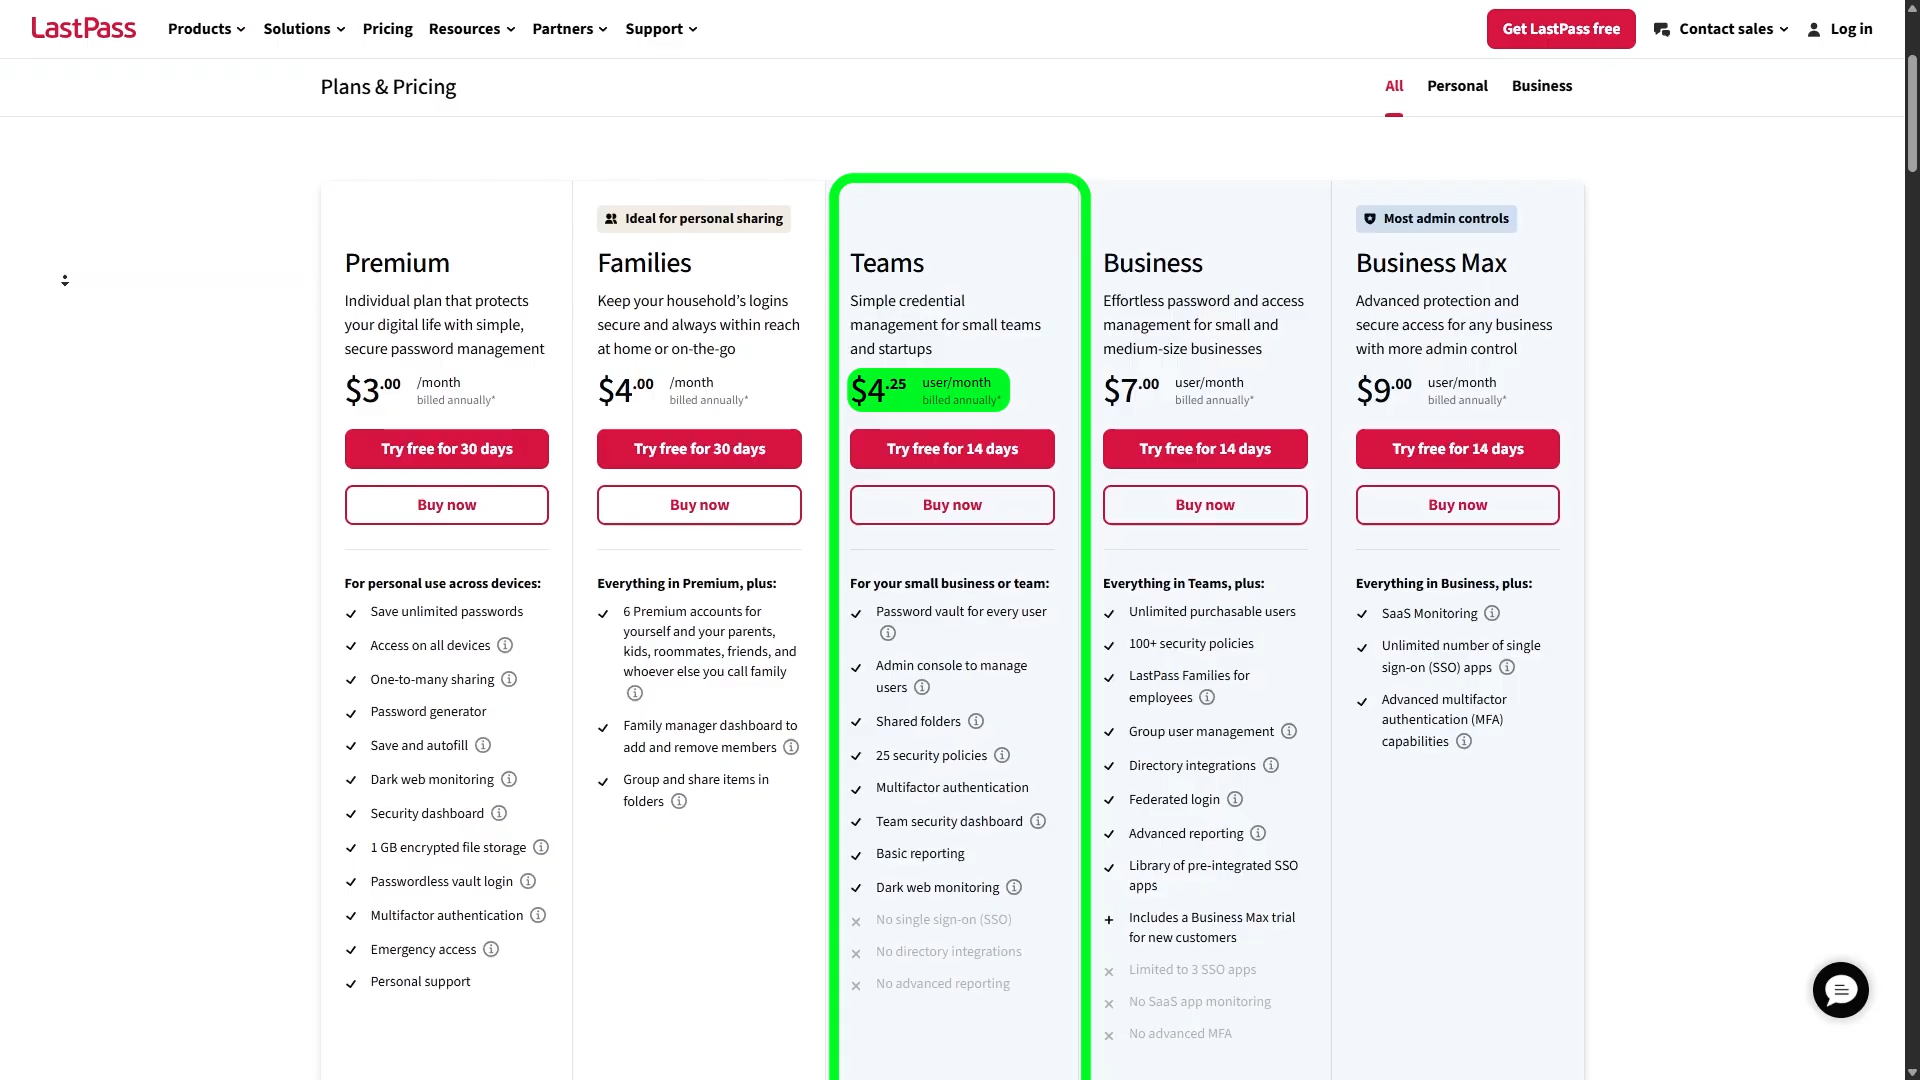 LastPass
Products
Solutions
Pricing
Resources
Partners
Support
Get LastPass free
Contact sales
Log in
Plans & Pricing
All
Personal
Business
Premium
Individual plan that protects
your digital life with simple,
secure password management
$3.00 /month
billed annually*
Try free for 30 days
Buy now
For personal use across devices:
Save unlimited passwords
Access on all devices
One-to-many sharing
Password generator
Save and autofill
Dark web monitoring
Security dashboard
1 GB encrypted file storage
Passwordless vault login
Multifactor authentication
Emergency access
Personal support
Ideal for personal sharing
Families
Keep your household’s logins
secure and always within reach
at home or on-the-go
$4.00 /month
billed annually*
Try free for 30 days
Buy now
Everything in Premium, plus:
6 Premium accounts for
yourself and your parents,
kids, roommates, friends, and
whoever else you call family
Family manager dashboard to
add and remove members
Group and share items in
folders
Teams
Simple credential
management for small teams
and startups
$4.25 user/month
billed annually*
Try free for 14 days
Buy now
For your small business or team:
Password vault for every user
Admin console to manage
users
Shared folders
25 security policies
Multifactor authentication
Team security dashboard
Basic reporting
Dark web monitoring
No single sign-on (SSO)
No directory integrations
No advanced reporting
Business
Effortless password and access
management for small and
medium-size businesses
$7.00 user/month
billed annually*
Try free for 14 days
Buy now
Everything in Teams, plus:
Unlimited purchasable users
100+ security policies
LastPass Families for
employees
Group user management
Directory integrations
Federated login
Advanced reporting
Library of pre-integrated SSO
apps
Includes a Business Max trial
for new customers
Limited to 3 SSO apps
No SaaS app monitoring
No advanced MFA
Most admin controls
Business Max
Advanced protection and
secure access for any business
with more admin control
$9.00 user/month
billed annually*
Try free for 14 days
Buy now
Everything in Business, plus:
SaaS Monitoring
Unlimited number of single
sign-on (SSO) apps
Advanced multifactor
authentication (MFA)
capabilities